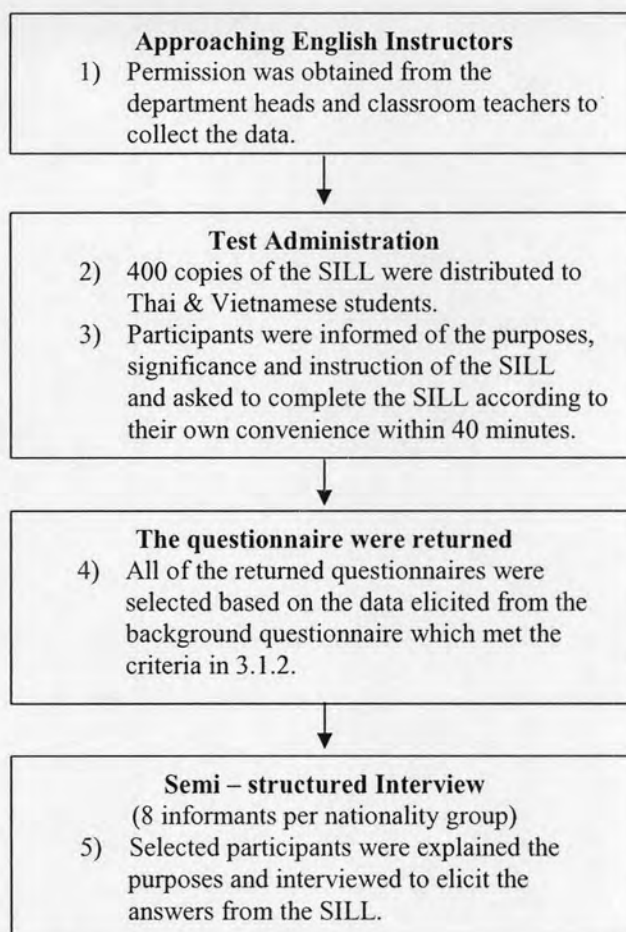 Approaching English Instructors
1) Permission was obtained from the
department heads and classroom teachers to
collect the data.
Test Administration
2) 400 copies of the SILL were distributed to
Thai & Vietnamese students.
3) Participants were informed of the purposes,
significance and instruction of the SILL
and asked to complete the SILL according to
their own convenience within 40 minutes.
The questionnaire were returned
4) All of the returned questionnaires were
selected based on the data elicited from the
background questionnaire which met the
criteria in 3.1.2.
Semi – structured Interview
(8 informants per nationality group)
5) Selected participants were explained the
purposes and interviewed to elicit the
answers from the SILL.